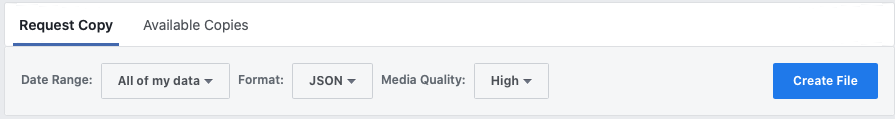 Request Copy Available Copies
Date Range: All of my data Format: JSON Media Quality: High Create File